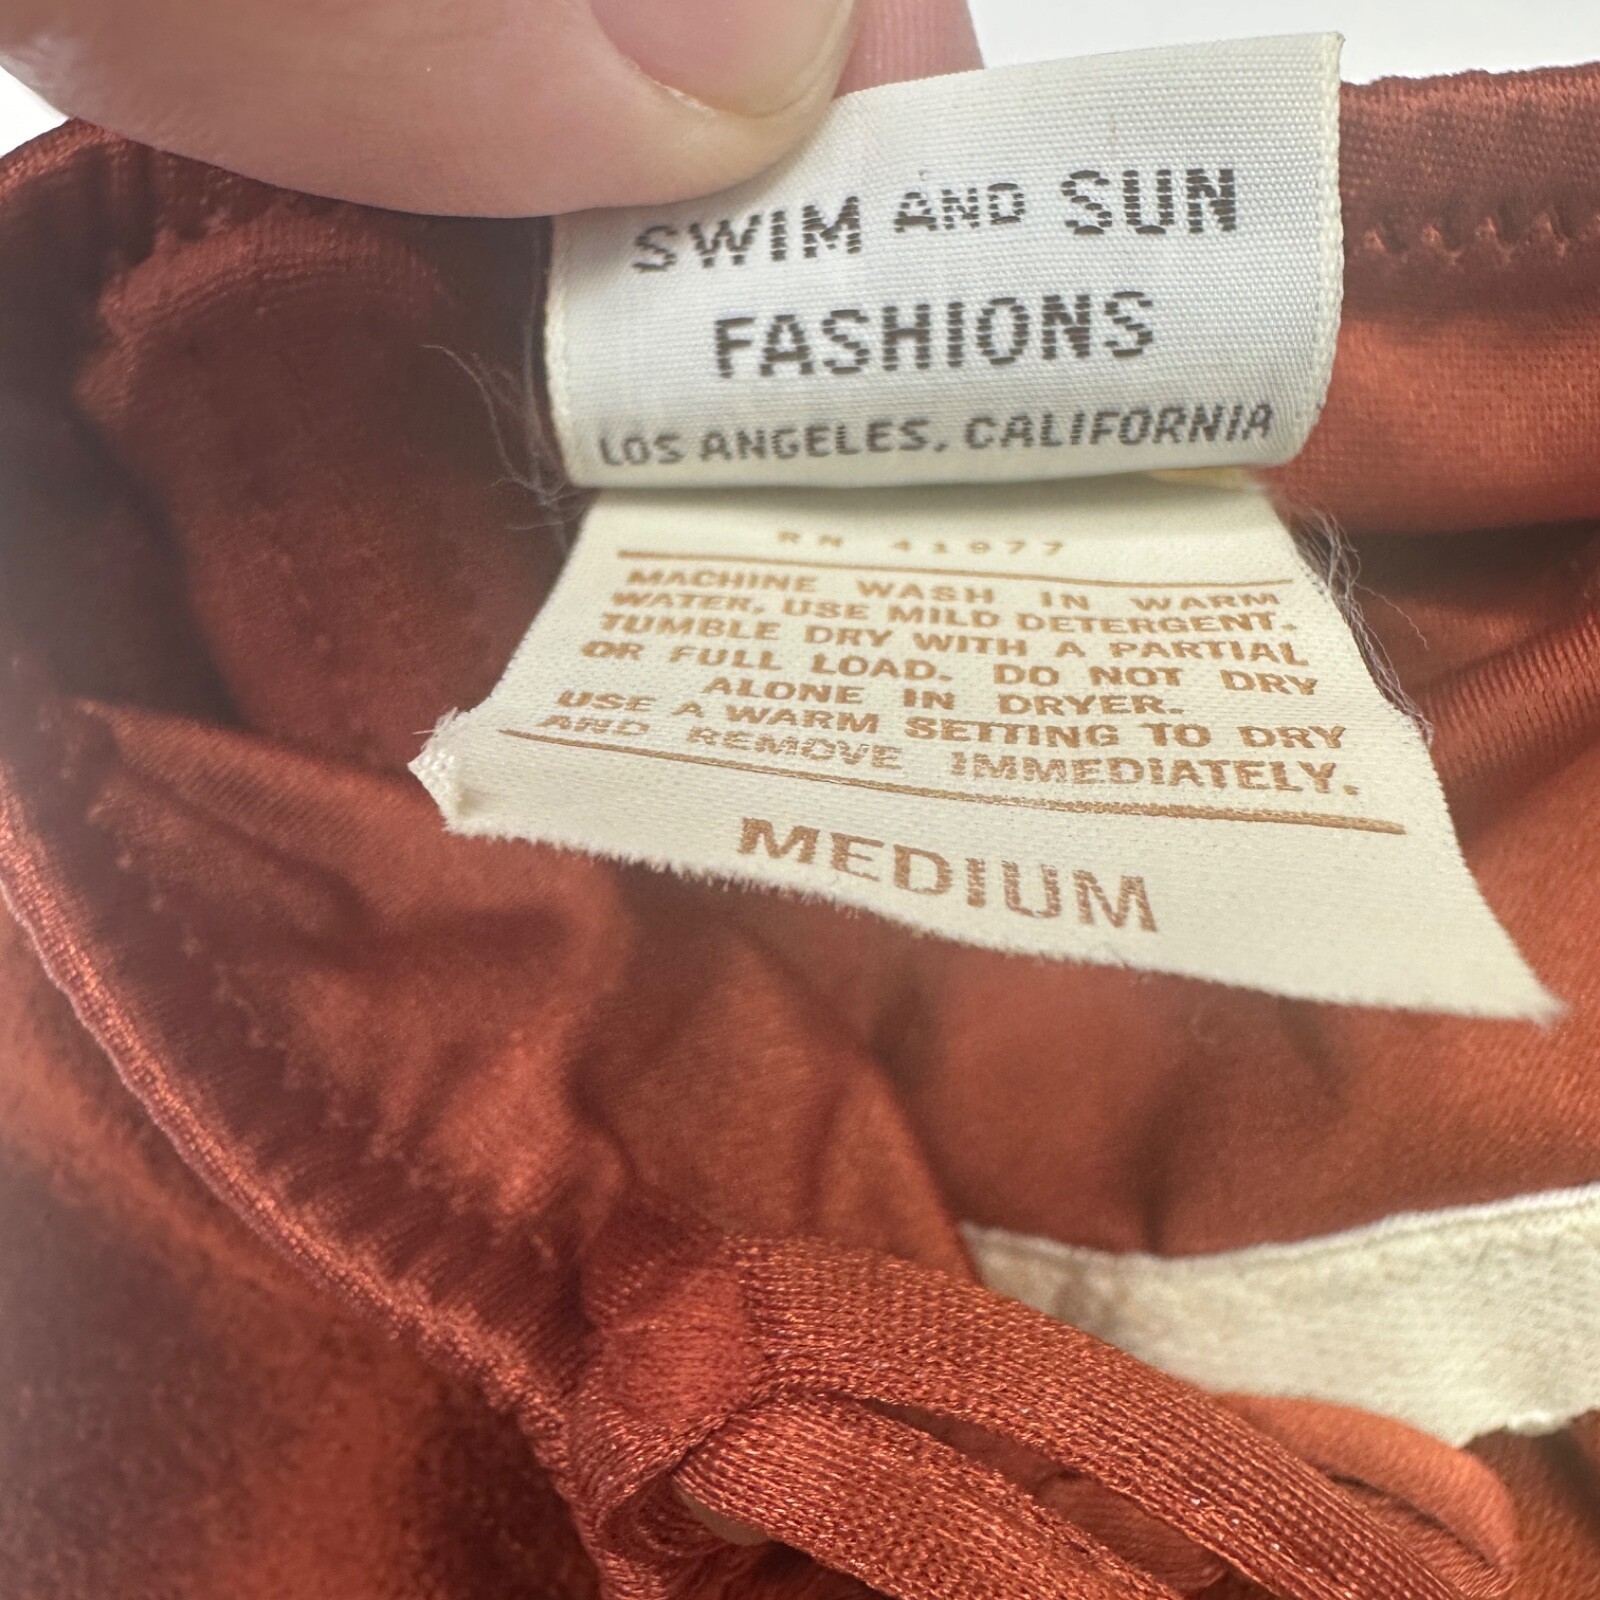 SWIM AND SUN
FASHIONS
LOS ANGELES, CALIFORNIA
RN 41977
MACHINE WASH IN WARM
WATER, USE MILD DETERGENT.
TUMBLE DRY WITH A PARTIAL
OR FULL LOAD. DO NOT DRY
ALONE IN DRYER.
USE A WARM SETTING TO DRY
AND REMOVE IMMEDIATELY.
MEDIUM